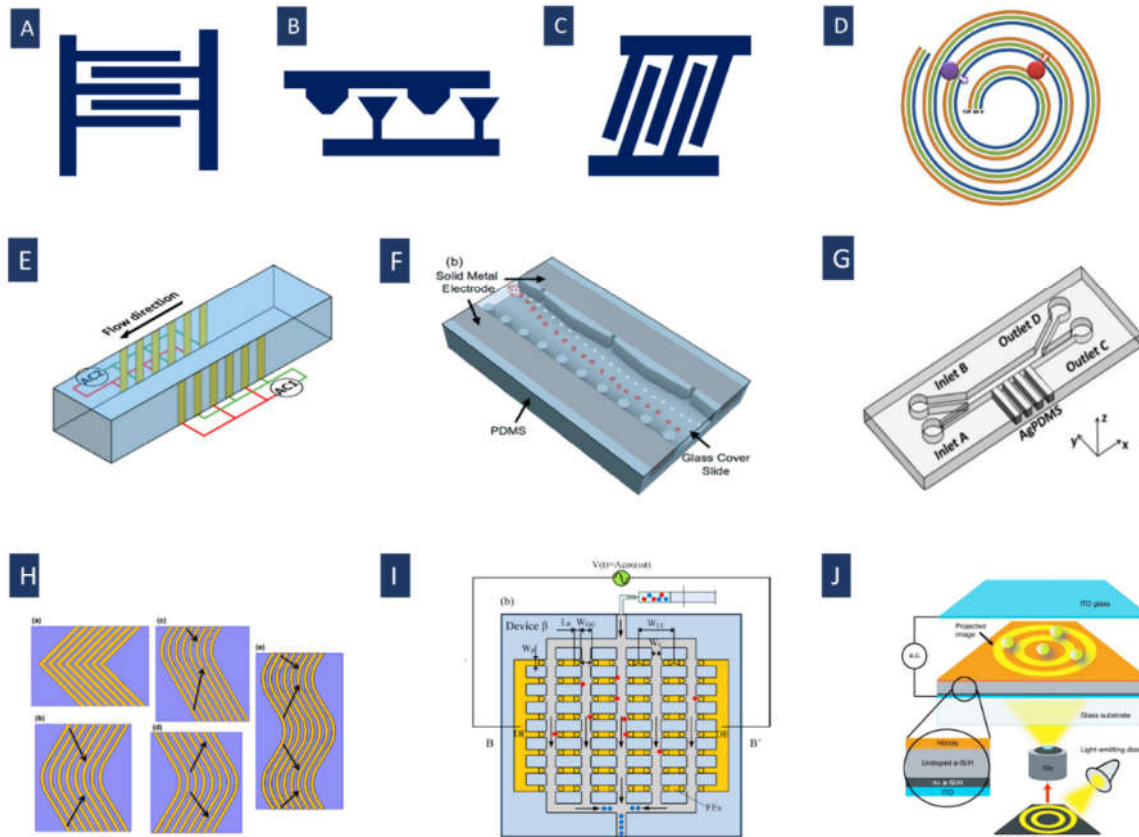 A
B
C
D
E
Flow direction
AC2
AC1
F
(b)
Solid Metal
Electrode
PDMS
Glass Cover
Slide
G
Outlet D
Inlet B
Outlet C
Inlet A
AgPDMS
z
y
x
H
(a)
(c)
(e)
(b)
(d)
I
V(t)=Acos(ωt)
(b)
Device β
B
B'
FEs
J
ITO glass
Projected
image
a.c.
Glass substrate
Nitride
Undoped a-Si:H
n+ a-Si:H
ITO
10x
Light-emitting diode